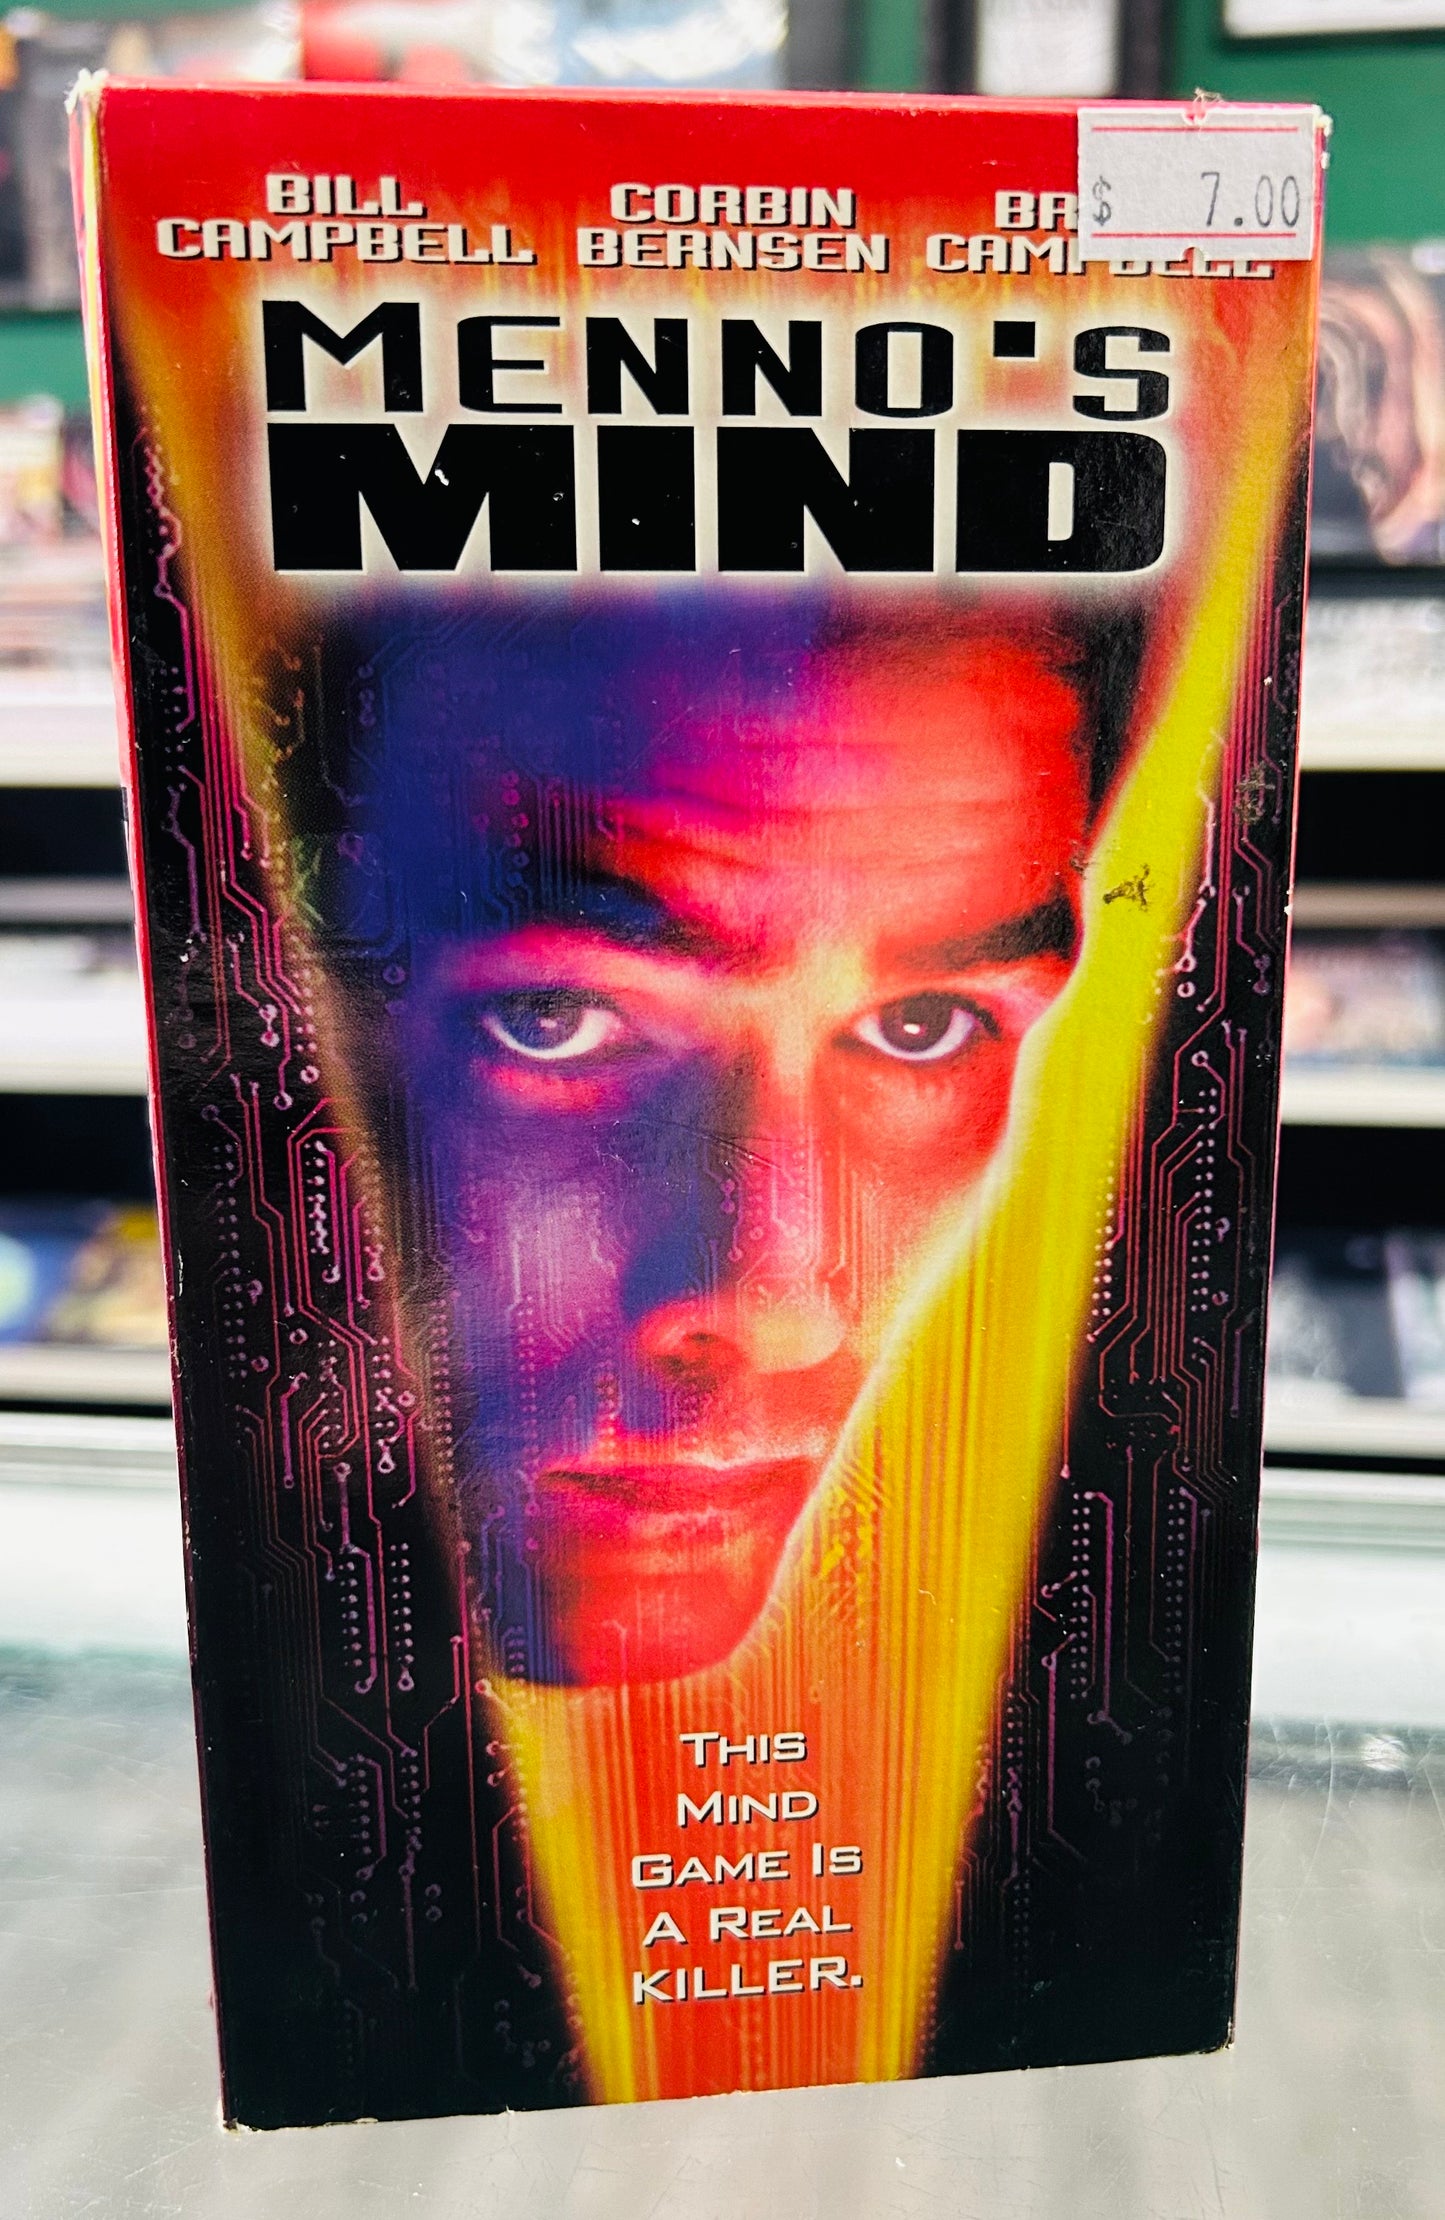 BILL CORBIN
CAMPBELL BERNSEN
$ 7.00
MENNO'S
MIND
THIS
MIND
GAME IS
A REAL
KILLER.